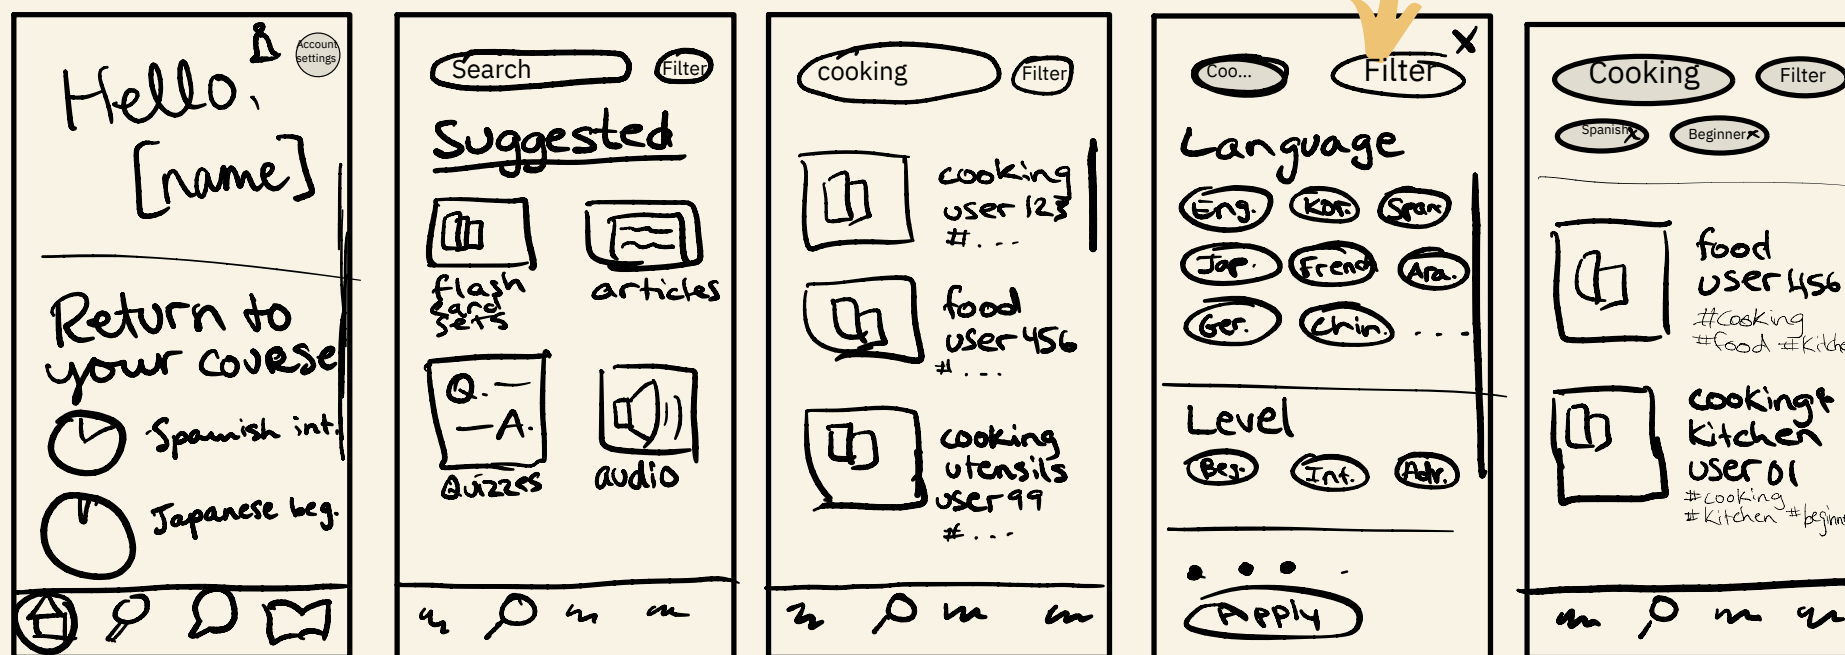 Account
settings
Hello,
[name]
Return to
your course
Spanish int.
Japanese beg.
Search
Filter
Suggested
flash
card
sets
articles
Q.
A.
Quizzes
audio
cooking
Filter
cooking
user 123
# . . .
food
user 456
# . . .
cooking
utensils
user 99
# . . .
Coo...
Filter
X
Language
Eng.
Kor.
Span.
Jap.
French
Ara.
Ger.
Chin.
. . . .
Level
Beg.
Int.
Adv.
Apply
Cooking
Filter
Spanish x
Beginner x
food
user 456
#cooking
#food #kitche
cooking &
kitchen
user 01
#cooking
#kitchen #beginn